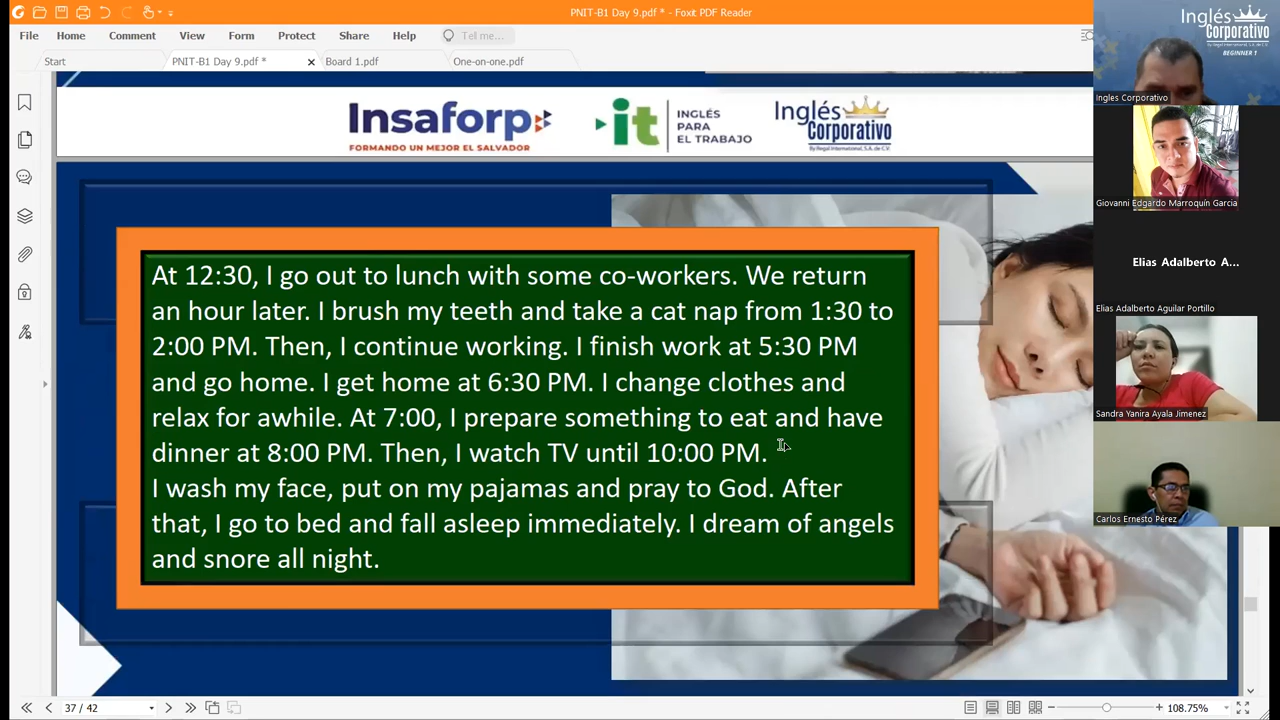 PNIT-B1 Day 9.pdf * - Foxit PDF Reader
File Home Comment View Form Protect Share Help Tell me...
Start PNIT-B1 Day 9.pdf * Board 1.pdf One-on-one.pdf
Insaforp
FORMANDO UN MEJOR EL SALVADOR
it INGLÉS PARA EL TRABAJO
Inglés Corporativo
By Regal International, S.A. de C.V.
At 12:30, I go out to lunch with some co-workers. We return
an hour later. I brush my teeth and take a cat nap from 1:30 to
2:00 PM. Then, I continue working. I finish work at 5:30 PM
and go home. I get home at 6:30 PM. I change clothes and
relax for awhile. At 7:00, I prepare something to eat and have
dinner at 8:00 PM. Then, I watch TV until 10:00 PM.
I wash my face, put on my pajamas and pray to God. After
that, I go to bed and fall asleep immediately. I dream of angels
and snore all night.
Inglés Corporativo
BEGINNER 1
Ingles Corporativo
Giovanni Edgardo Marroquín Garcia
Elias Adalberto A...
Elias Adalberto Aguilar Portillo
Sandra Yanira Ayala Jimenez
Carlos Ernesto Pérez
37 / 42
108.75%